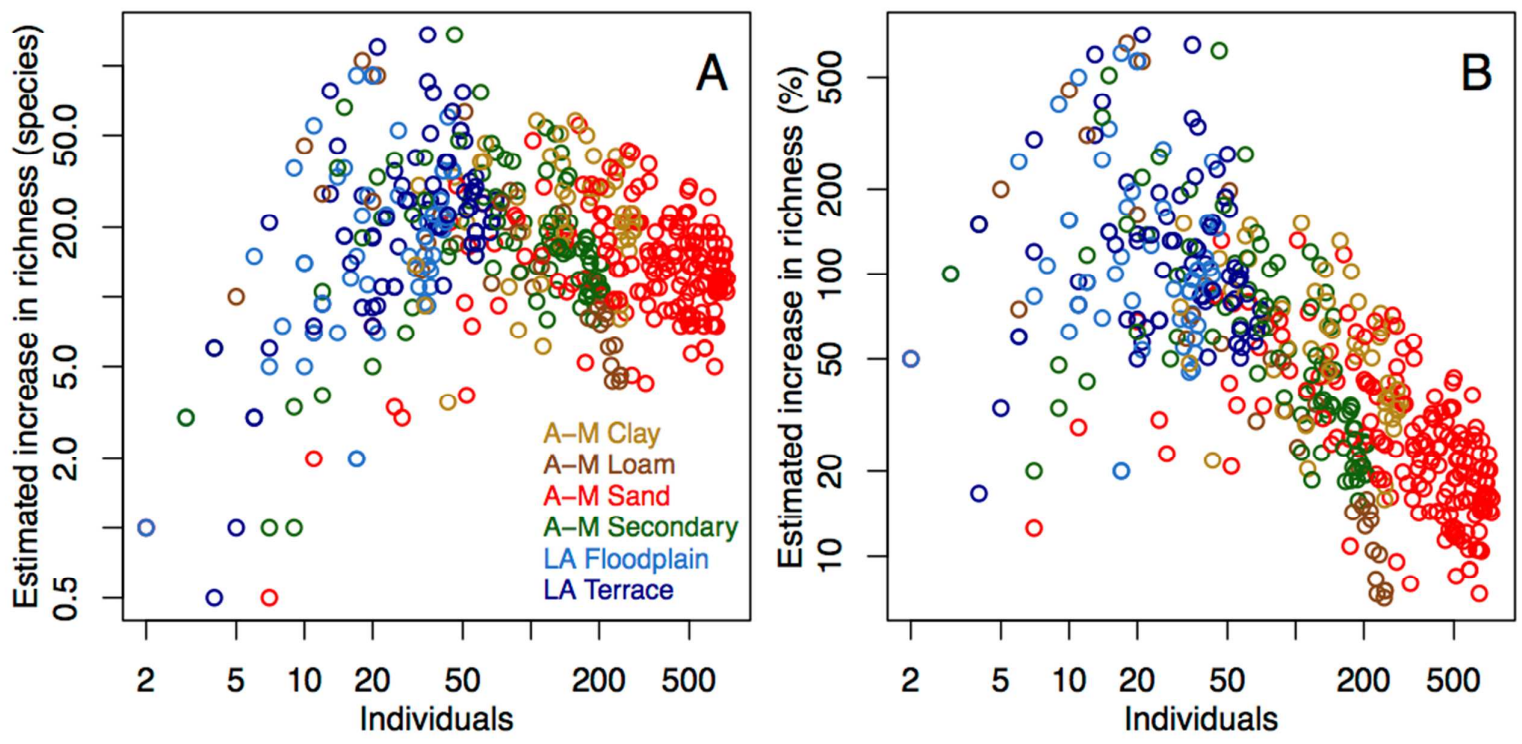 A
Estimated increase in richness (species)
50.0
20.0
5.0
2.0
0.5
A–M Clay
A–M Loam
A–M Sand
A–M Secondary
LA Floodplain
LA Terrace
2 5 10 20 50 200 500
Individuals
B
Estimated increase in richness (%)
500
200
100
50
20
10
2 5 10 20 50 200 500
Individuals